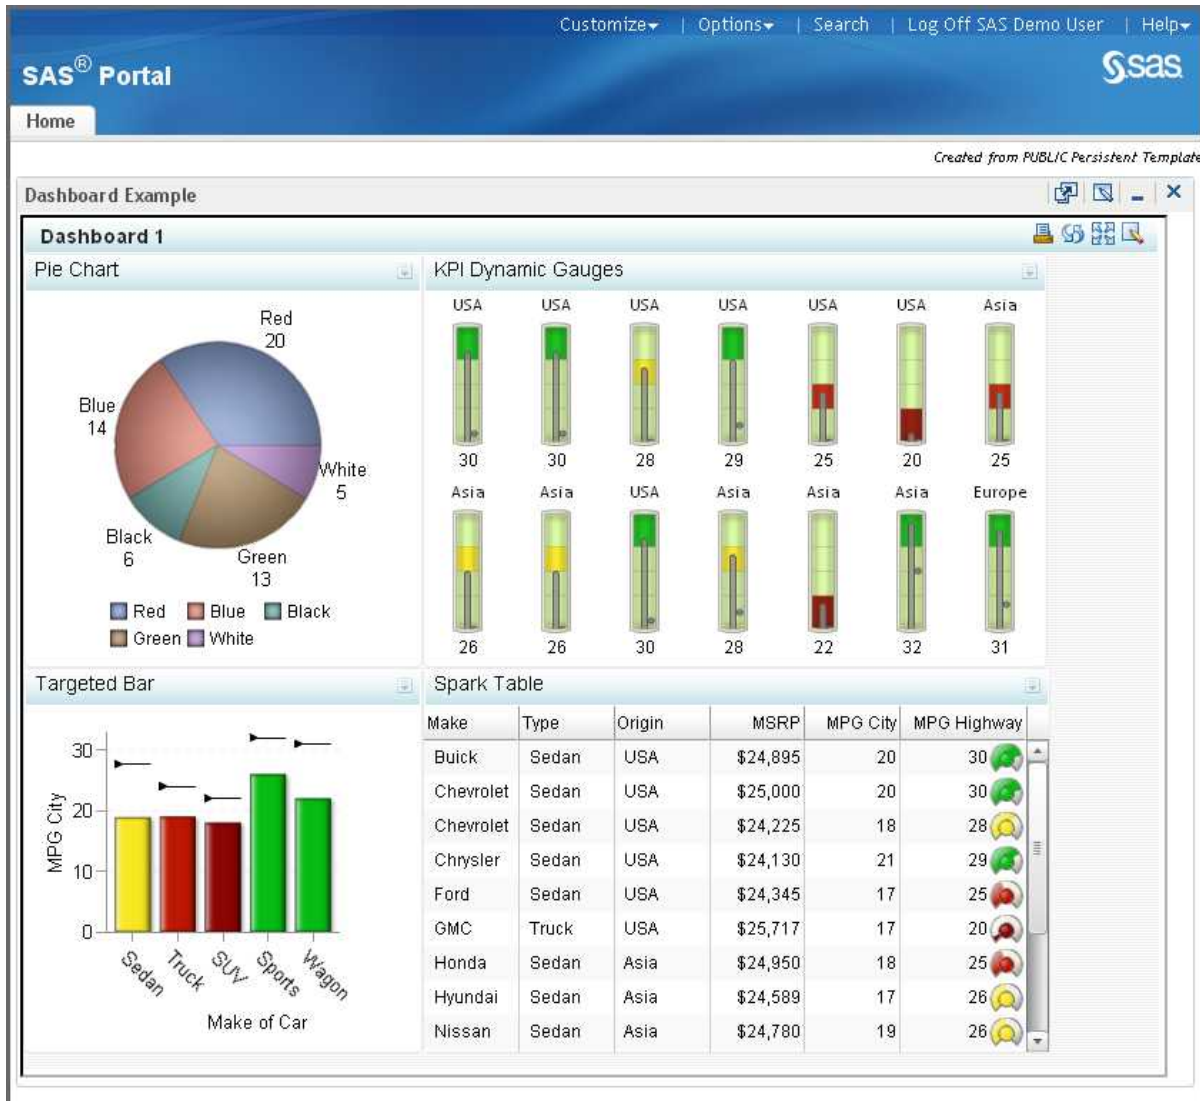 Customize | Options | Search | Log Off SAS Demo User | Help
SAS® Portal
sas
Home
Created from PUBLIC Persistent Template
Dashboard Example
Dashboard 1
Pie Chart
Red
20
Blue
14
White
5
Black
6
Green
13
Red Blue Black
Green White
KPI Dynamic Gauges
USA USA USA USA USA USA Asia
30 30 28 29 25 20 25
Asia Asia USA Asia Asia Asia Europe
26 26 30 28 22 32 31
Targeted Bar
MPG City
30
20
10
0
Sedan Truck SUV Sports Wagon
Make of Car
Spark Table
Make Type Origin MSRP MPG City MPG Highway
Buick Sedan USA $24,895 20 30
Chevrolet Sedan USA $25,000 20 30
Chevrolet Sedan USA $24,225 18 28
Chrysler Sedan USA $24,130 21 29
Ford Sedan USA $24,345 17 25
GMC Truck USA $25,717 17 20
Honda Sedan Asia $24,950 18 25
Hyundai Sedan Asia $24,589 17 26
Nissan Sedan Asia $24,780 19 26